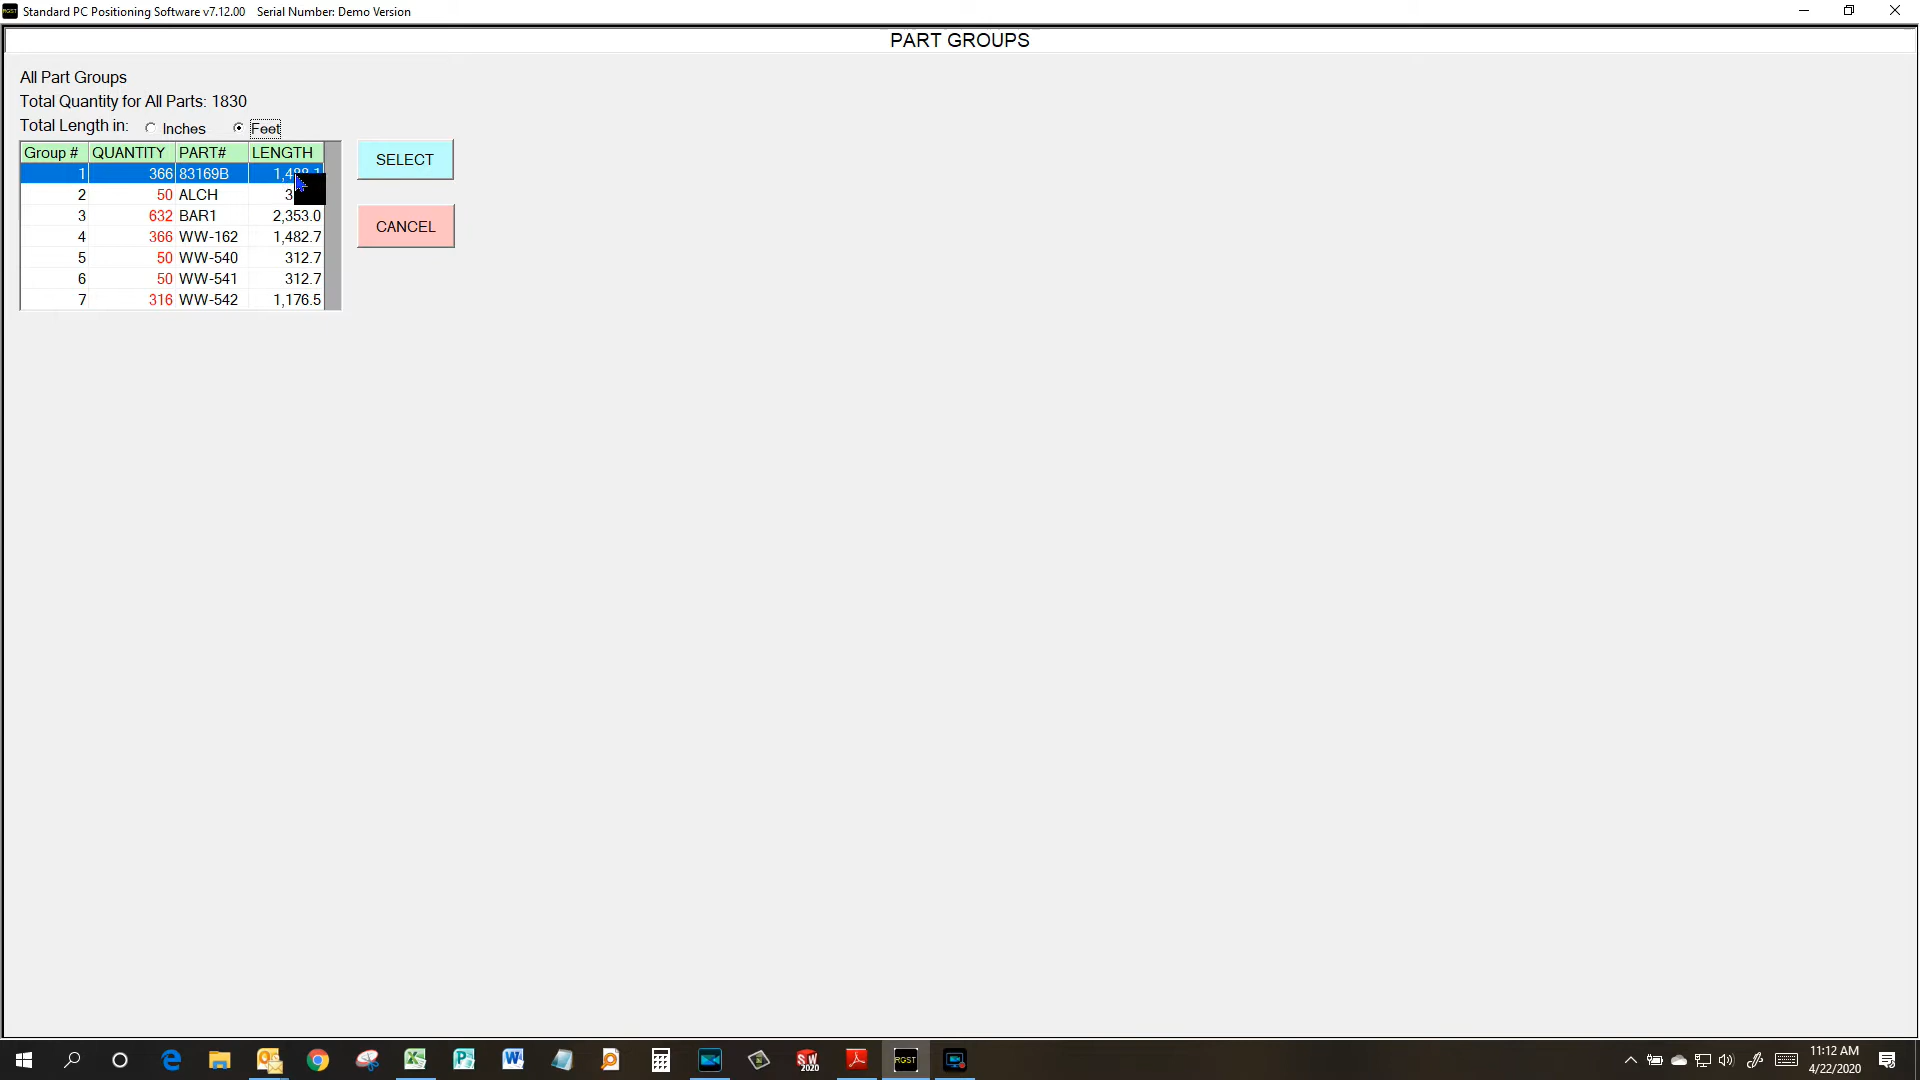 Standard PC Positioning Software v7.12.00 Serial Number: Demo Version
PART GROUPS
All Part Groups
Total Quantity for All Parts: 1830
Total Length in: Inches Feet
Group # QUANTITY PART# LENGTH
1 366 83169B
2 50 ALCH
3 632 BAR1 2,353.0
4 366 WW-162 1,482.7
5 50 WW-540 312.7
6 50 WW-541 312.7
7 316 WW-542 1,176.5
SELECT
CANCEL
SW
2020
RGST
11:12 AM
4/22/2020